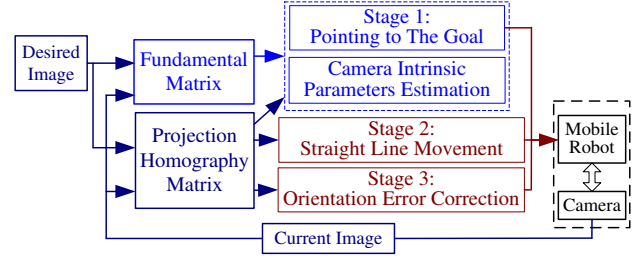 Desired
Image
Fundamental
Matrix
Projection
Homography
Matrix
Stage 1:
Pointing to The Goal
Camera Intrinsic
Parameters Estimation
Stage 2:
Straight Line Movement
Stage 3:
Orientation Error Correction
Mobile
Robot
Camera
Current Image